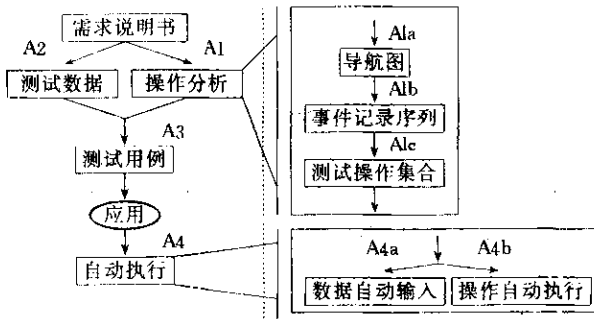 需求说明书
A2 A1
测试数据 操作分析
A3
测试用例
应用
A4
自动执行
A1a
导航图
A1b
事件记录序列
A1c
测试操作集合
A4a A4b
数据自动输入 操作自动执行